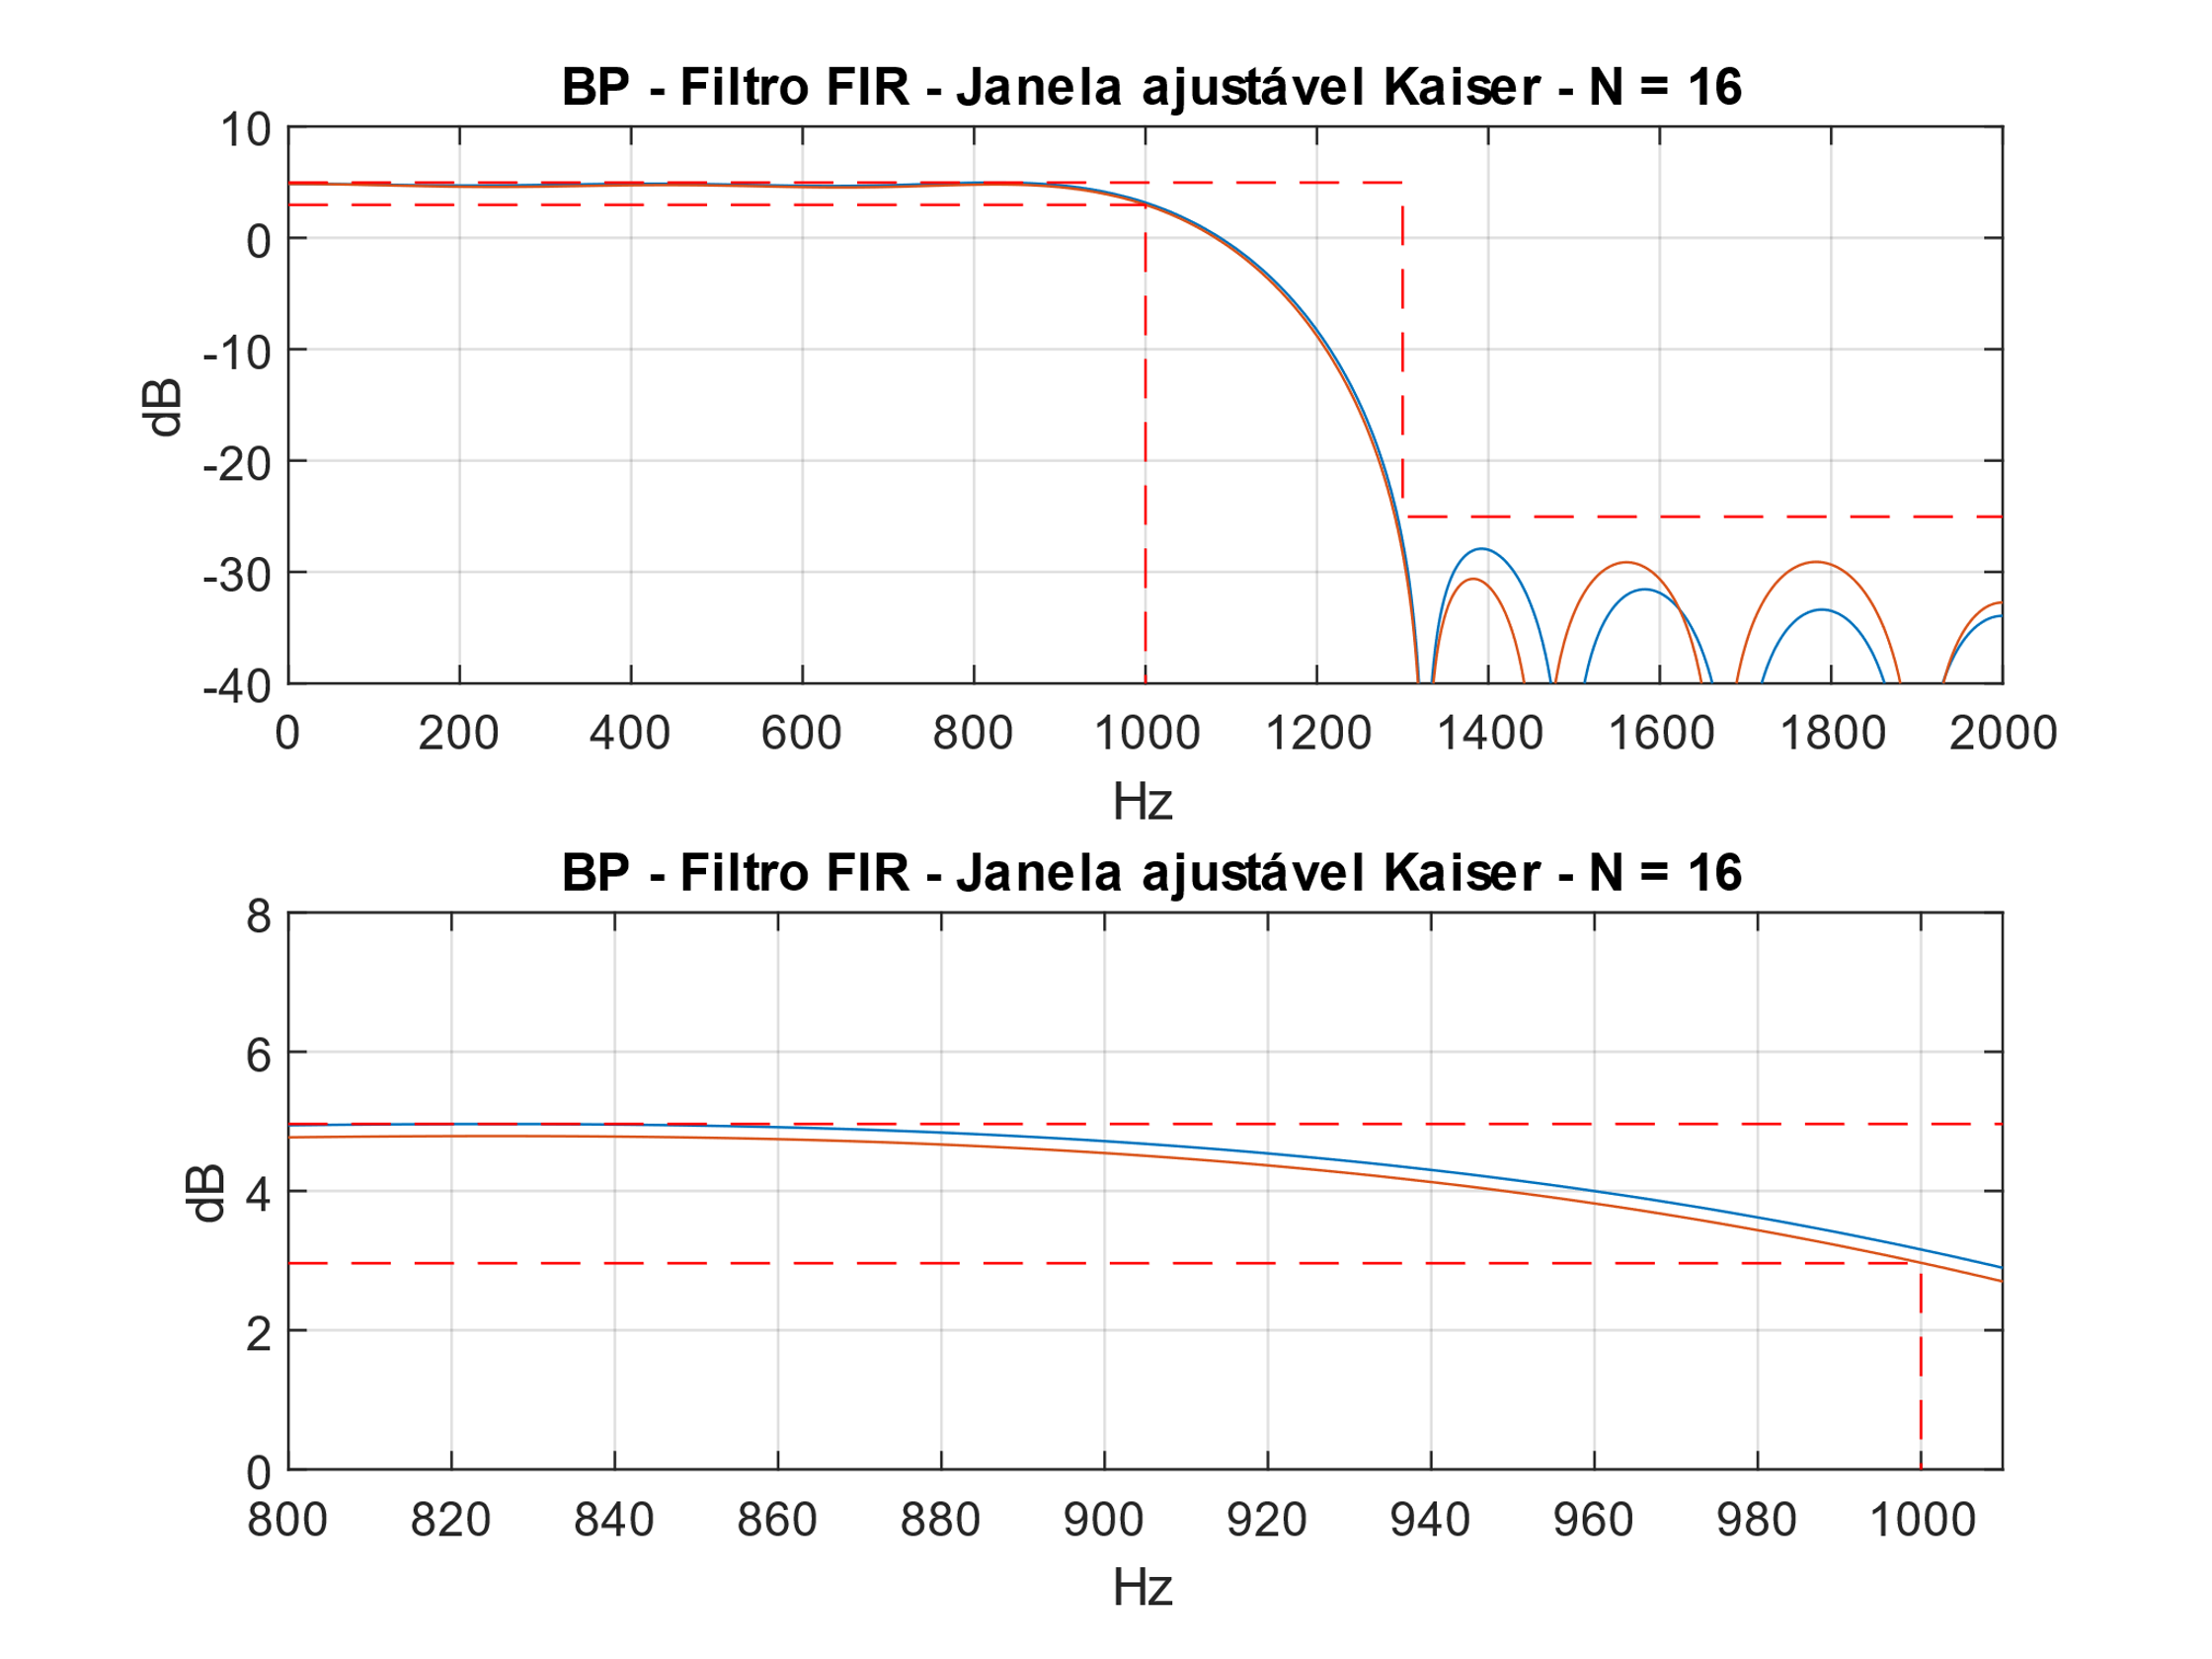 BP - Filtro FIR - Janela ajustável Kaiser - N = 16
10
0
-10
-20
-30
-40
dB
0 200 400 600 800 1000 1200 1400 1600 1800 2000
Hz
BP - Filtro FIR - Janela ajustável Kaiser - N = 16
8
6
4
2
0
dB
800 820 840 860 880 900 920 940 960 980 1000
Hz